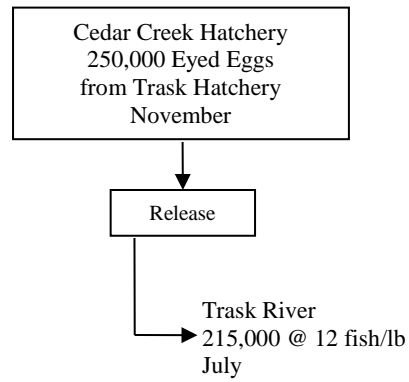 Cedar Creek Hatchery
250,000 Eyed Eggs
from Trask Hatchery
November
Release
Trask River
215,000 @ 12 fish/lb
July